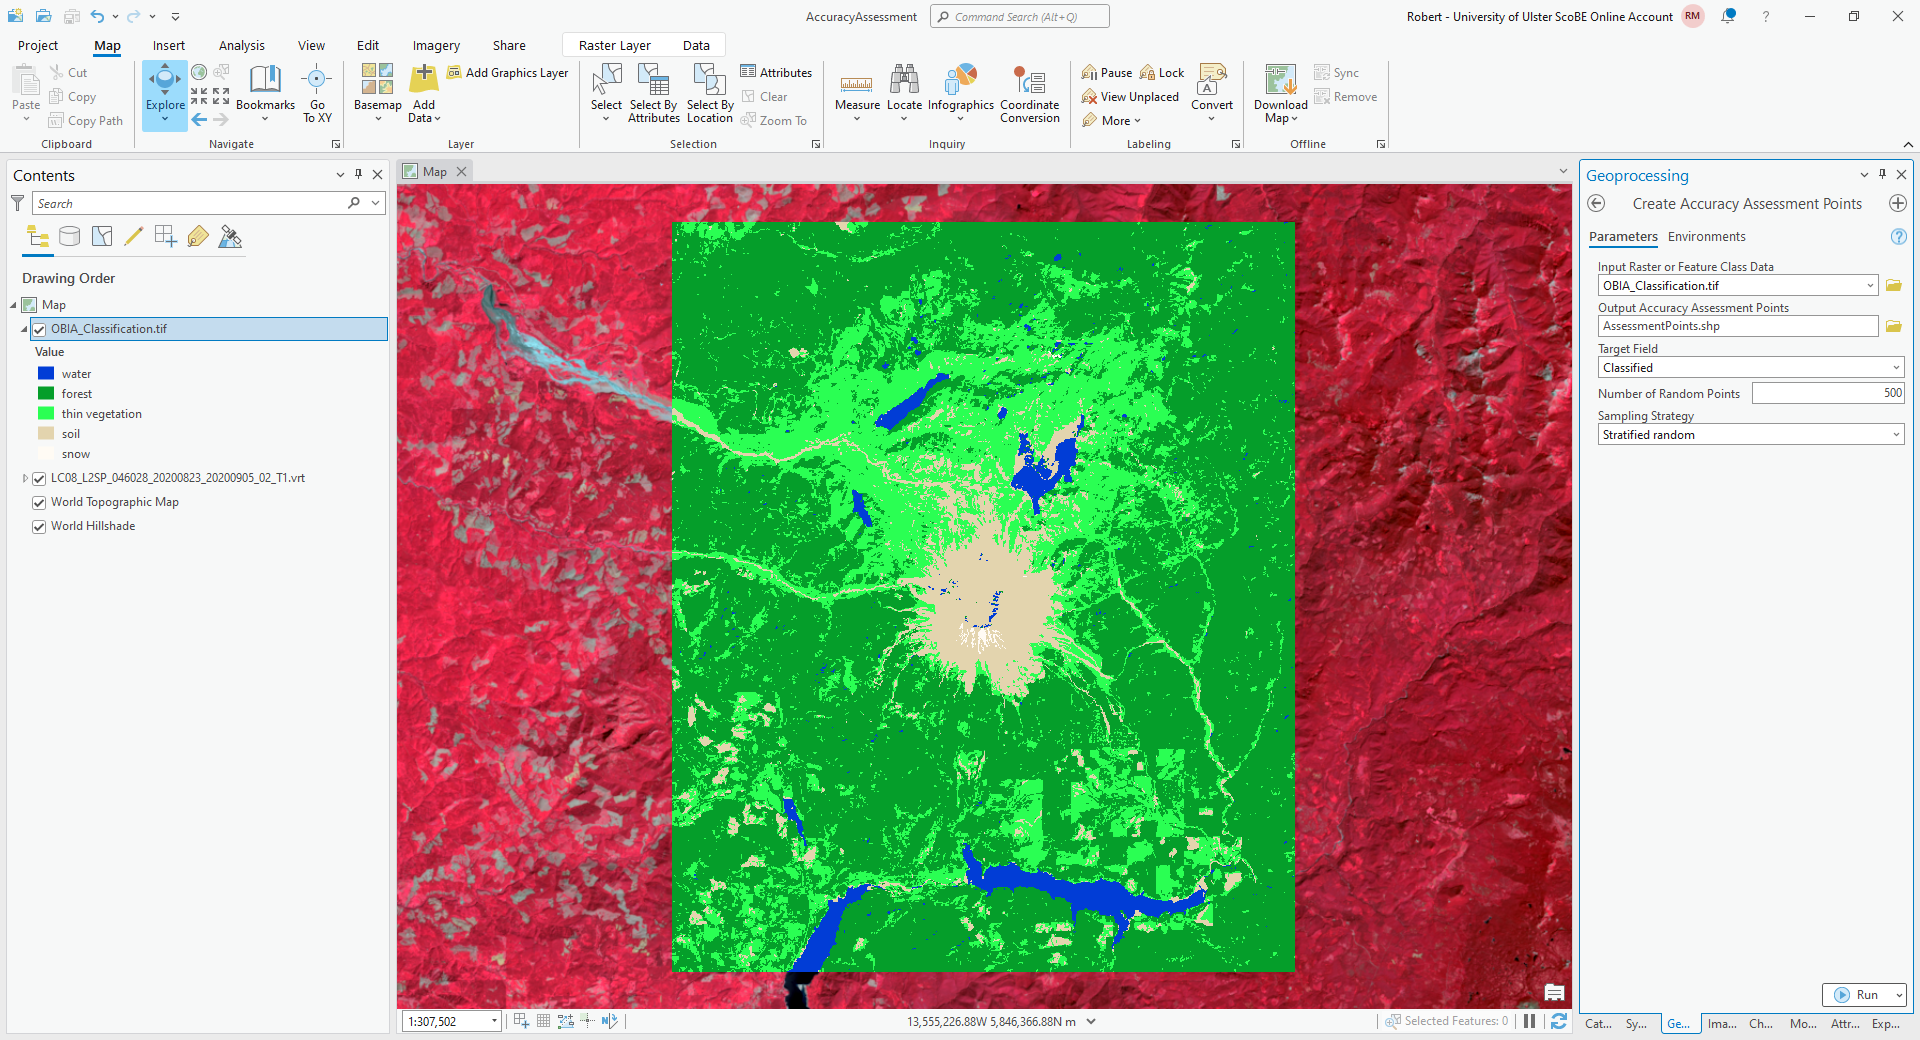 AccuracyAssessment
Command Search (Alt+Q)
Robert - University of Ulster ScoBE Online Account
RM
?
Project
Map
Insert
Analysis
View
Edit
Imagery
Share
Raster Layer
Data
Paste
Cut
Copy
Copy Path
Clipboard
Explore
Bookmarks
Go To XY
Navigate
Basemap
Add Data
Add Graphics Layer
Layer
Select
Select By Attributes
Select By Location
Attributes
Clear
Zoom To
Selection
Measure
Locate
Infographics
Coordinate Conversion
Inquiry
Pause
Lock
View Unplaced
More
Convert
Labeling
Download Map
Sync
Remove
Offline
Contents
Search
Drawing Order
Map
OBIA_Classification.tif
Value
water
forest
thin vegetation
soil
snow
LC08_L2SP_046028_20200823_20200905_02_T1.vrt
World Topographic Map
World Hillshade
Map
1:307,502
13,555,226.88W 5,846,366.88N m
Selected Features: 0
Geoprocessing
Create Accuracy Assessment Points
Parameters
Environments
?
Input Raster or Feature Class Data
OBIA_Classification.tif
Output Accuracy Assessment Points
AssessmentPoints.shp
Target Field
Classified
Number of Random Points
500
Sampling Strategy
Stratified random
Run
Cat...
Sy...
Ge...
Ima...
Ch...
Mo...
Attr...
Exp...